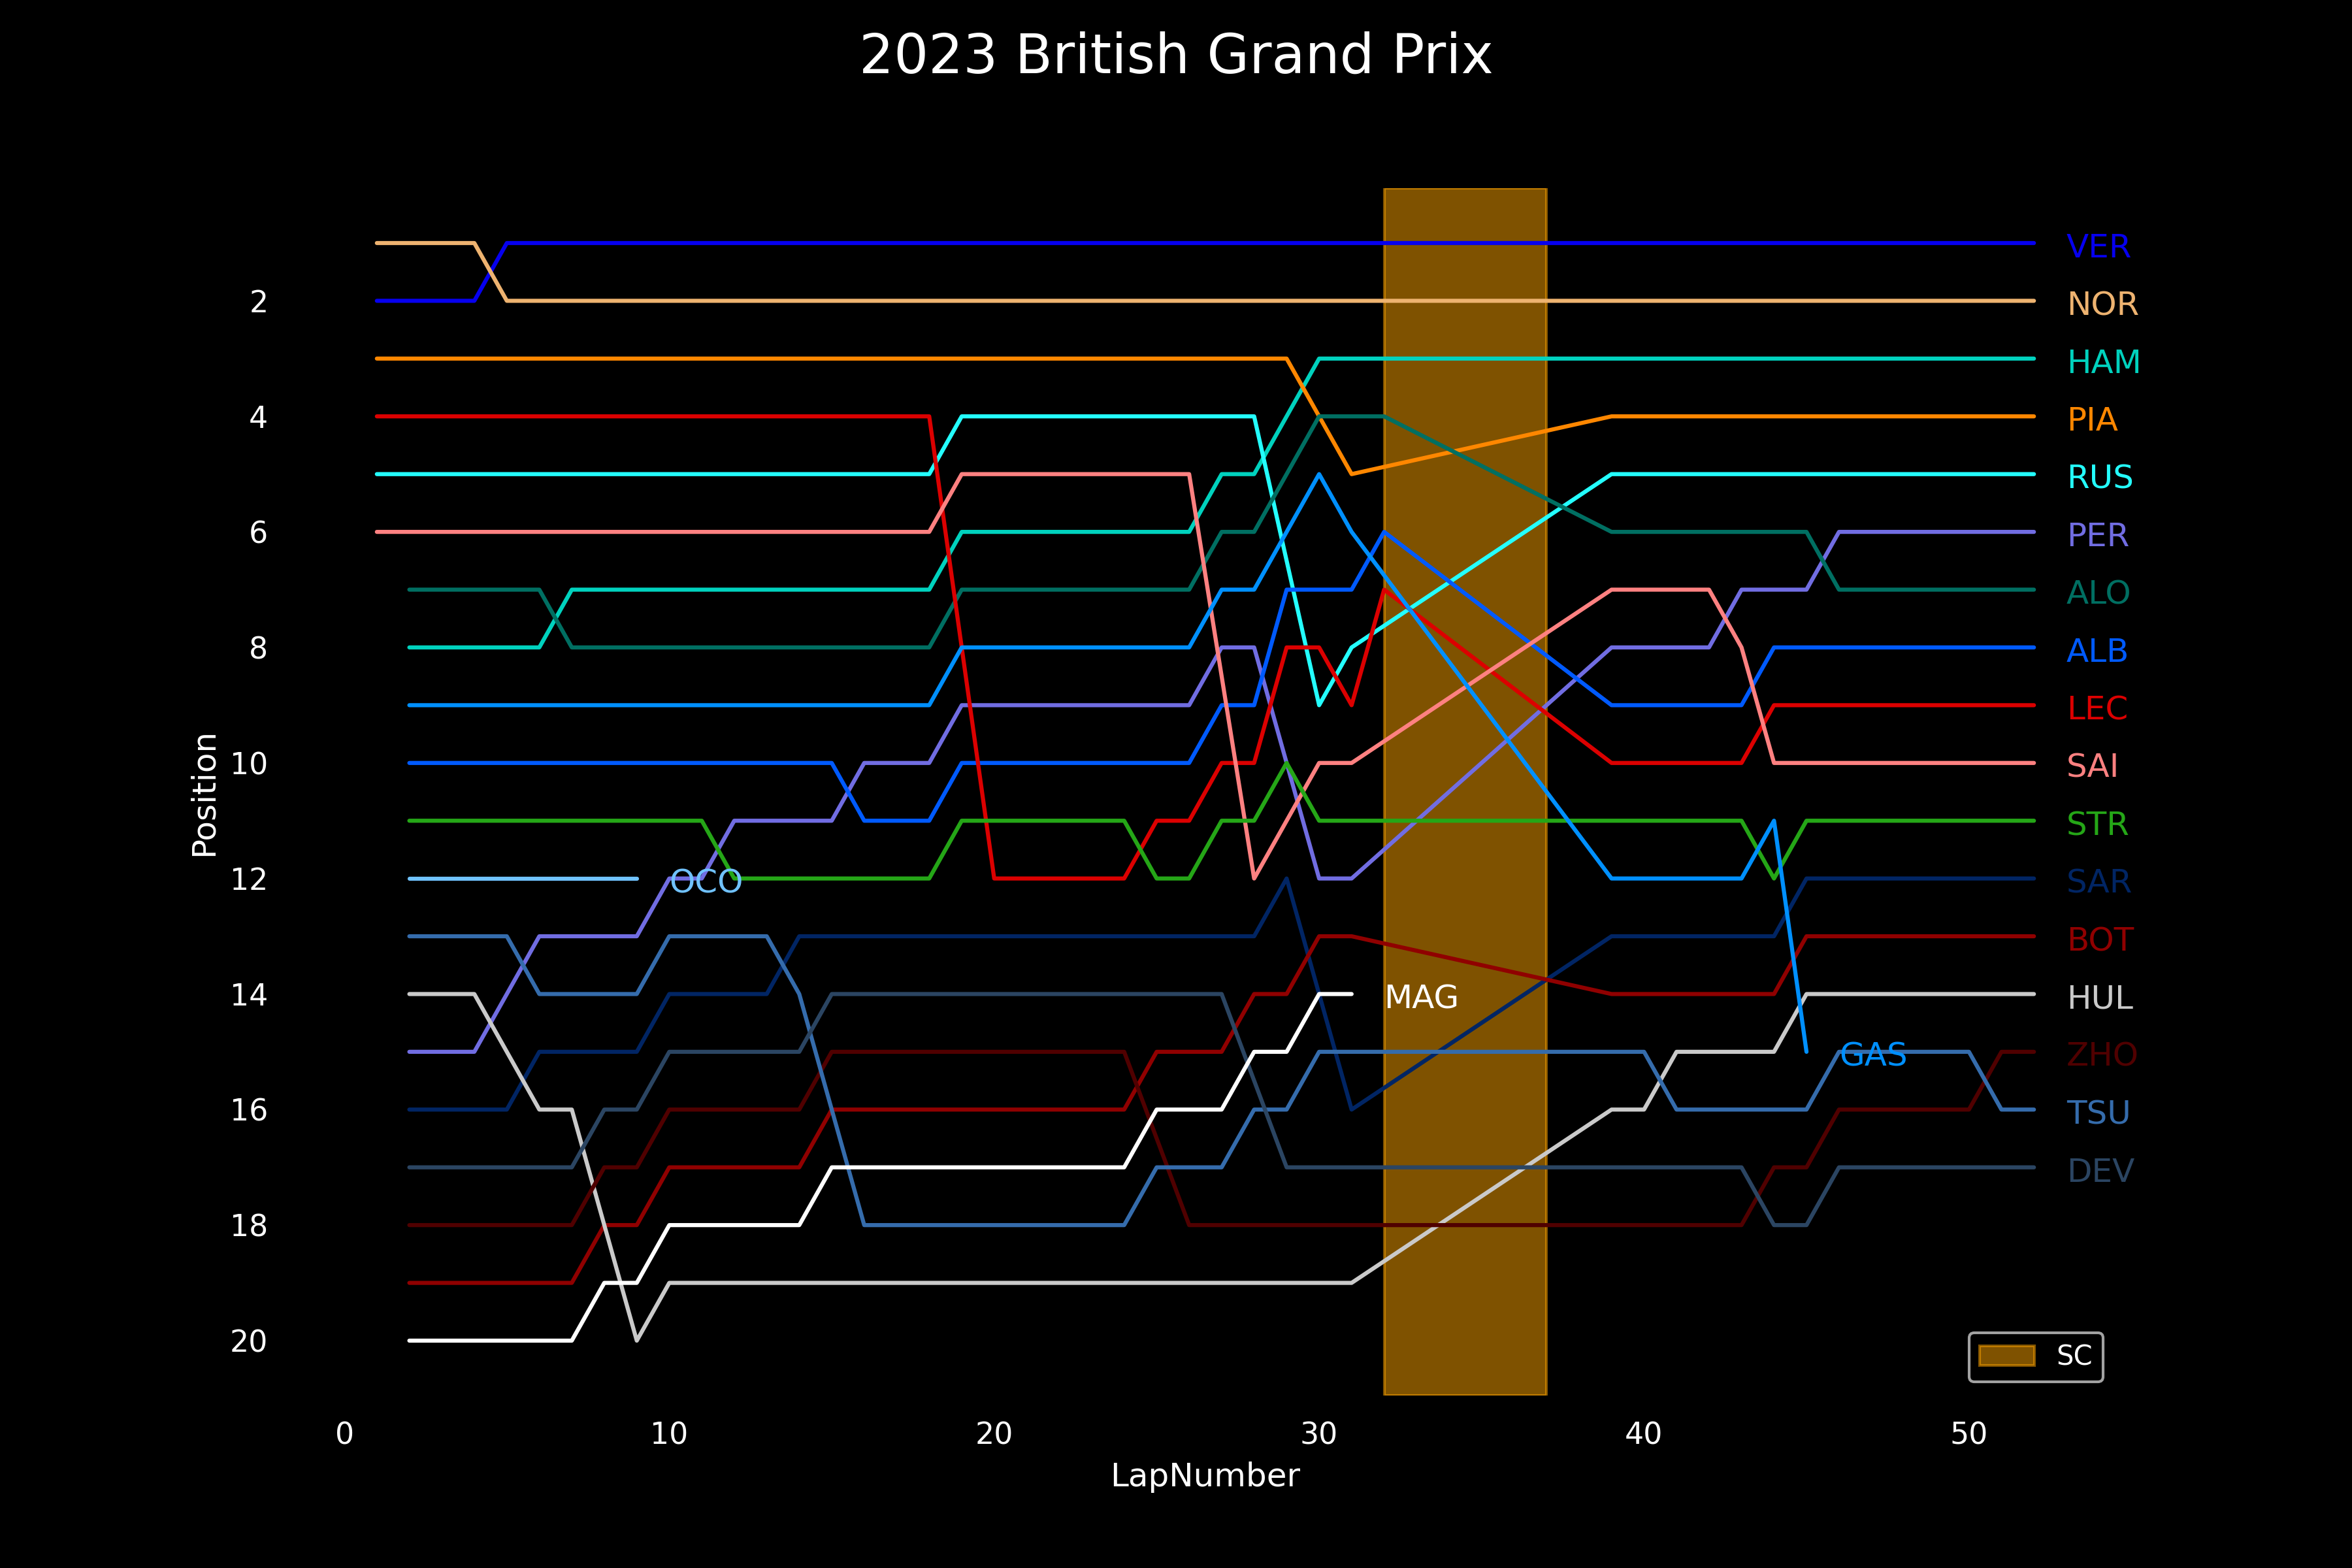 2023 British Grand Prix
Position
2
4
6
8
10
12
14
16
18
20
VER
NOR
HAM
PIA
RUS
PER
ALO
ALB
LEC
SAI
STR
OCO
SAR
BOT
MAG
HUL
GAS
ZHO
TSU
DEV
SC
0 10 20 30 40 50
LapNumber